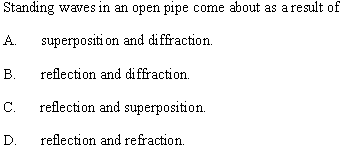 Standing waves in an open pipe come about as a result of
A. superposition and diffraction.
B. reflection and diffraction.
C. reflection and superposition.
D. reflection and refraction.